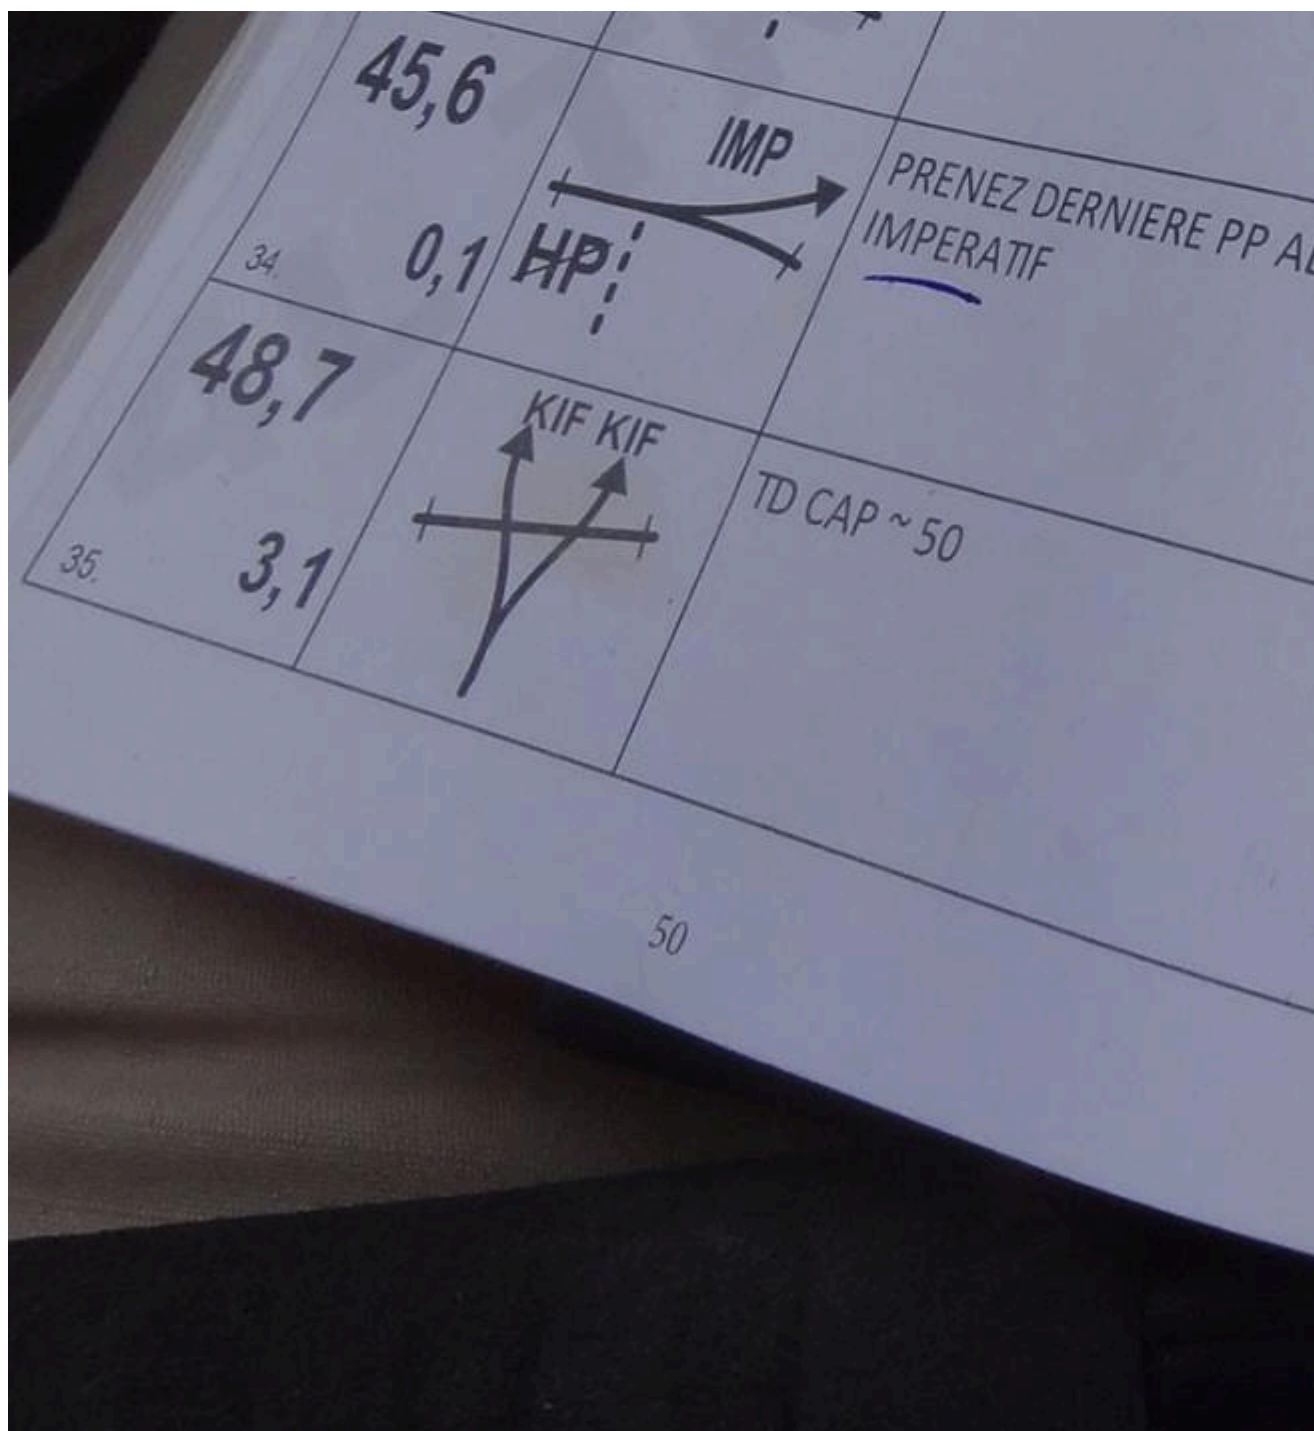 45,6
34.
0,1
IMP
HP
PRENEZ DERNIERE PP
IMPERATIF
48,7
35.
3,1
KIF KIF
TD CAP ~ 50
50